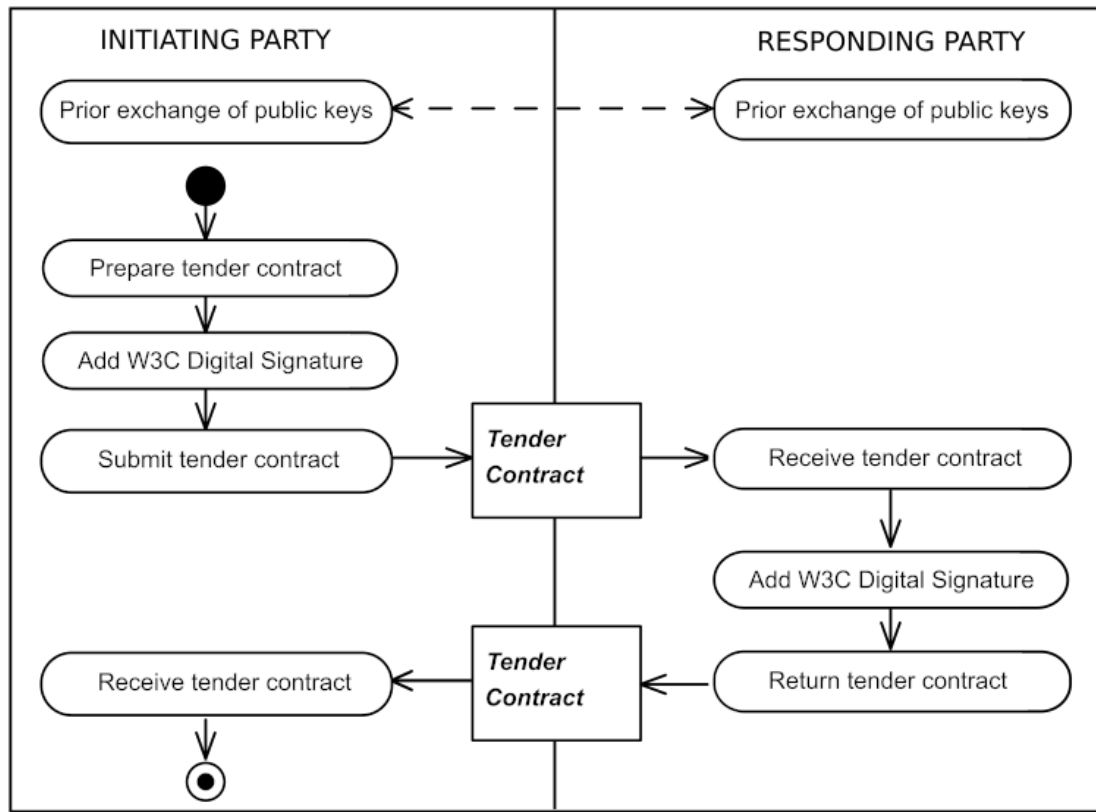 INITIATING PARTY
RESPONDING PARTY
Prior exchange of public keys
Prior exchange of public keys
Prepare tender contract
Add W3C Digital Signature
Submit tender contract
Tender
Contract
Receive tender contract
Add W3C Digital Signature
Return tender contract
Tender
Contract
Receive tender contract